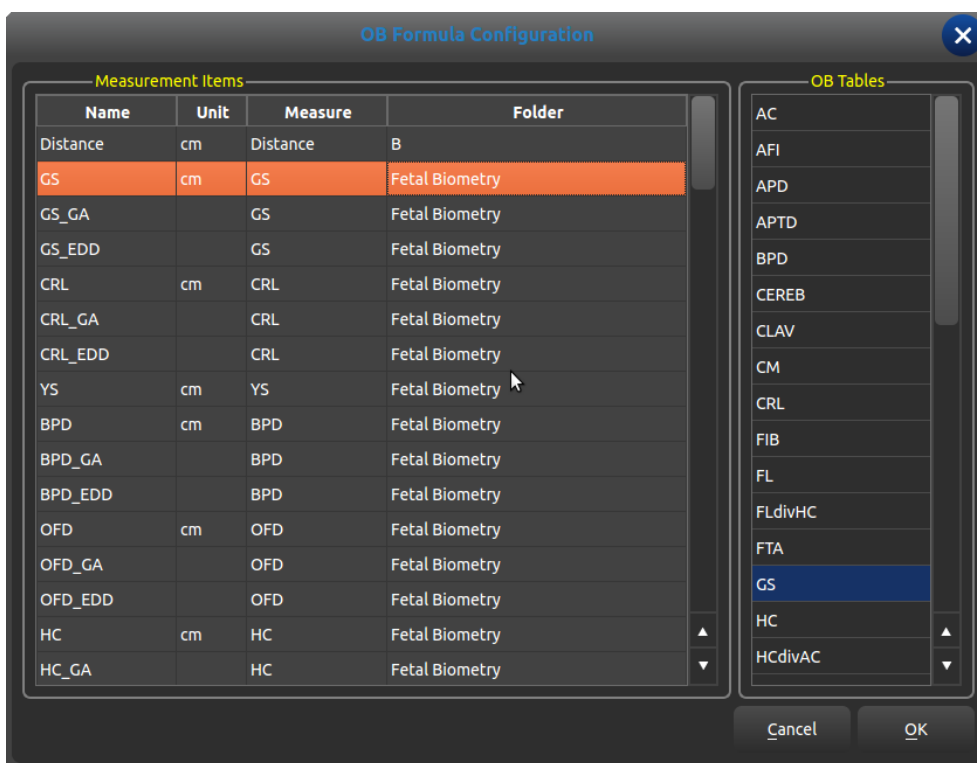 OB Formula Configuration
Measurement Items
Name Unit Measure Folder
Distance cm Distance B
GS cm GS Fetal Biometry
GS_GA GS Fetal Biometry
GS_EDD GS Fetal Biometry
CRL cm CRL Fetal Biometry
CRL_GA CRL Fetal Biometry
CRL_EDD CRL Fetal Biometry
YS cm YS Fetal Biometry
BPD cm BPD Fetal Biometry
BPD_GA BPD Fetal Biometry
BPD_EDD BPD Fetal Biometry
OFD cm OFD Fetal Biometry
OFD_GA OFD Fetal Biometry
OFD_EDD OFD Fetal Biometry
HC cm HC Fetal Biometry
HC_GA HC Fetal Biometry
OB Tables
AC
AFI
APD
APTD
BPD
CEREB
CLAV
CM
CRL
FIB
FL
FLdivHC
FTA
GS
HC
HCdivAC
Cancel OK